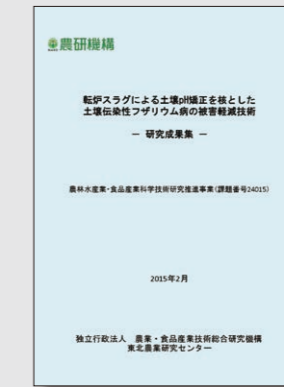 農研機構
転炉スラグによる土壌pH矯正を核とした
土壌伝染性フザリウム病の被害軽減技術
― 研究成果集 ―
農林水産業・食品産業科学技術研究推進事業(課題番号24015)
2015年2月
独立行政法人 農業・食品産業技術総合研究機構
東北農業研究センター